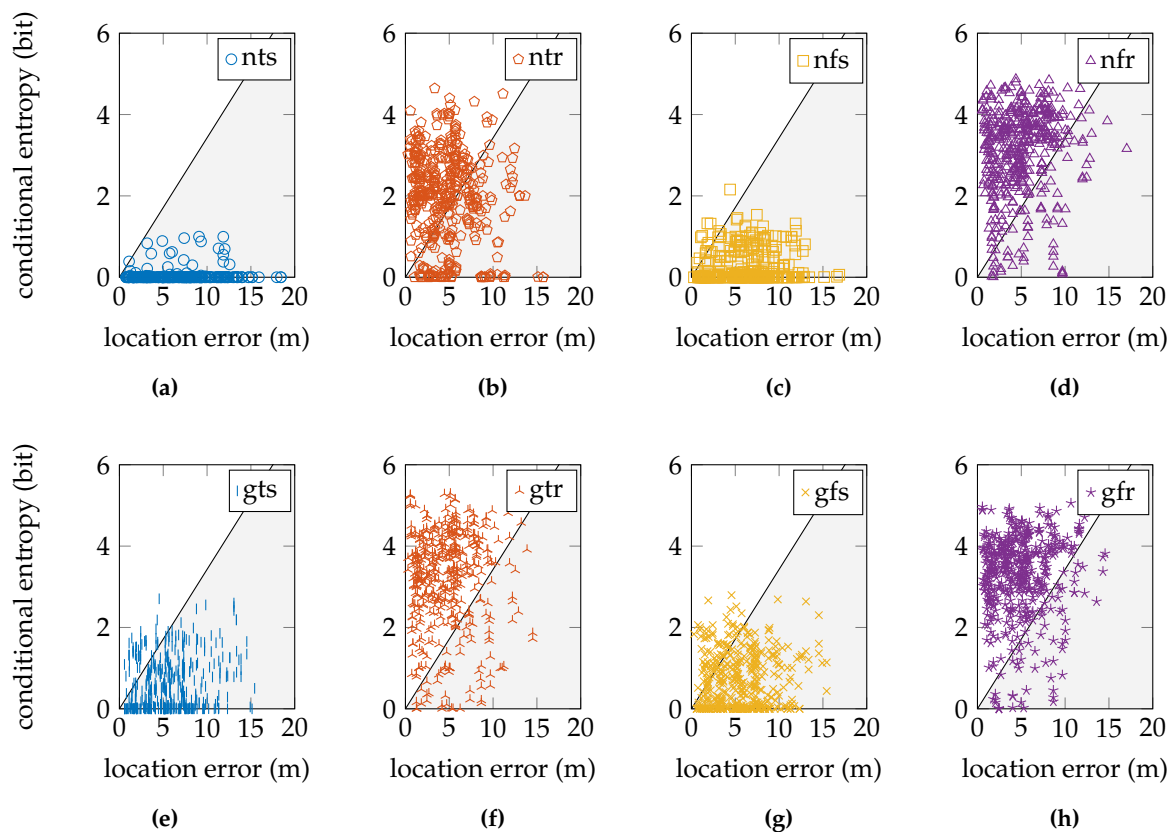 conditional entropy (bit)
6
4
2
0
0 5 10 15 20
nts
location error (m)
(a)
6
4
2
0
0 5 10 15 20
ntr
location error (m)
(b)
6
4
2
0
0 5 10 15 20
nfs
location error (m)
(c)
6
4
2
0
0 5 10 15 20
nfr
location error (m)
(d)
conditional entropy (bit)
6
4
2
0
0 5 10 15 20
gts
location error (m)
(e)
6
4
2
0
0 5 10 15 20
gtr
location error (m)
(f)
6
4
2
0
0 5 10 15 20
gfs
location error (m)
(g)
6
4
2
0
0 5 10 15 20
gfr
location error (m)
(h)